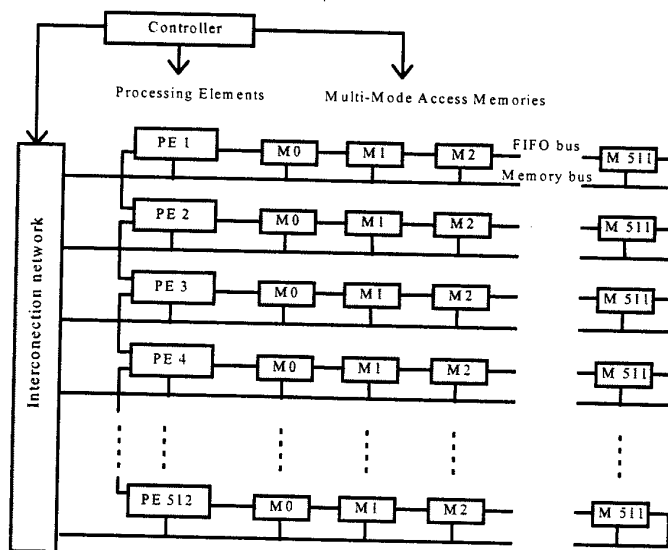 Controller
Processing Elements
Multi-Mode Access Memories
PE 1
M0
M1
M2
FIFO bus
M 511
Memory bus
PE 2
M0
M1
M2
M 511
PE 3
M0
M1
M2
M 511
PE 4
M0
M1
M2
M 511
PE 512
M0
M1
M2
M 511
Interconection network